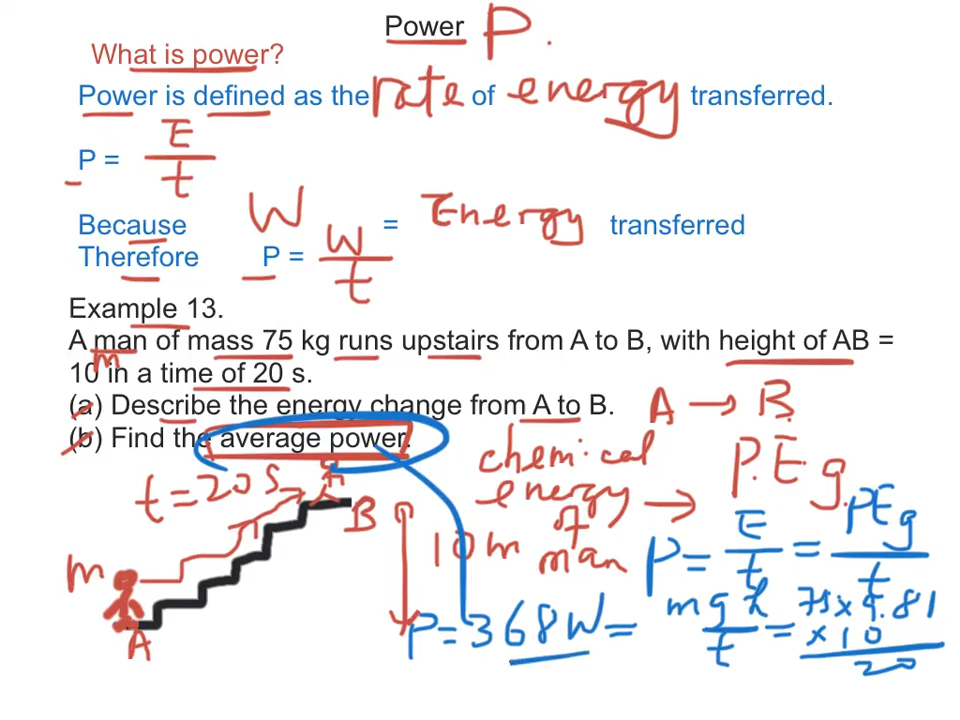 Power P.
What is power?
Power is defined as the rate of energy transferred.
P = E/t
Because W = Energy transferred
Therefore P = W/t
Example 13.
A man of mass 75 kg runs upstairs from A to B, with height of AB =
10 in a time of 20 s.
m
(a) Describe the energy change from A to B.
A → B
(b) Find the average power.
chemical energy of man → P.E.g.
t = 20 s
B
10 m
m
A
P = E/t = PEg/t
P = 368 W = mgh/t = 75 x 9.81 x 10/20